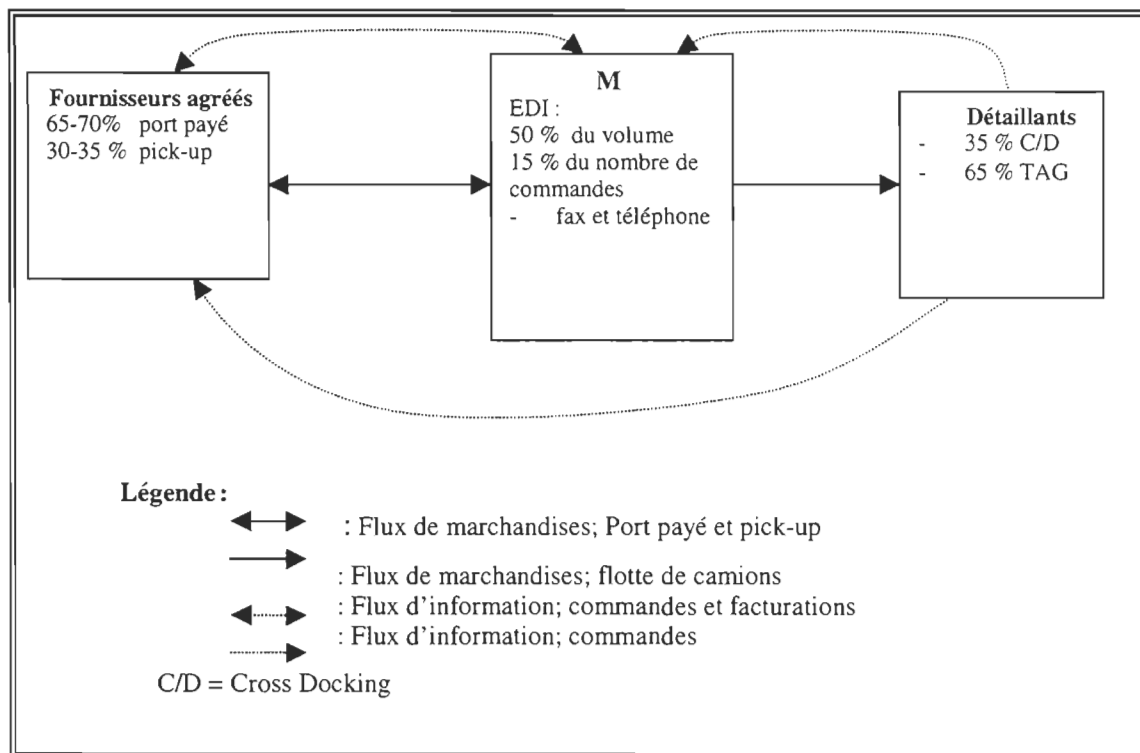 Fournisseurs agréés
65-70% port payé
30-35 % pick-up
M
EDI :
50 % du volume
15 % du nombre de
commandes
- fax et téléphone
Détaillants
- 35 % C/D
- 65 % TAG
Légende :
: Flux de marchandises; Port payé et pick-up
: Flux de marchandises; flotte de camions
: Flux d'information; commandes et facturations
: Flux d'information; commandes
C/D = Cross Docking